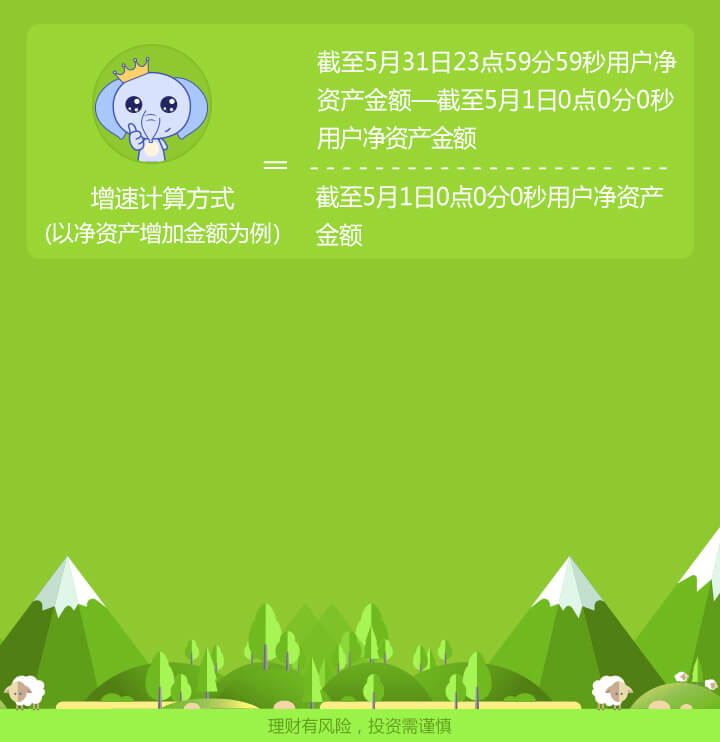 截至5月31日23点59分59秒用户净
资产金额—截至5月1日0点0分0秒
用户净资产金额
=
增速计算方式
(以净资产增加金额为例)
截至5月1日0点0分0秒用户净资产
金额
理财有风险，投资需谨慎